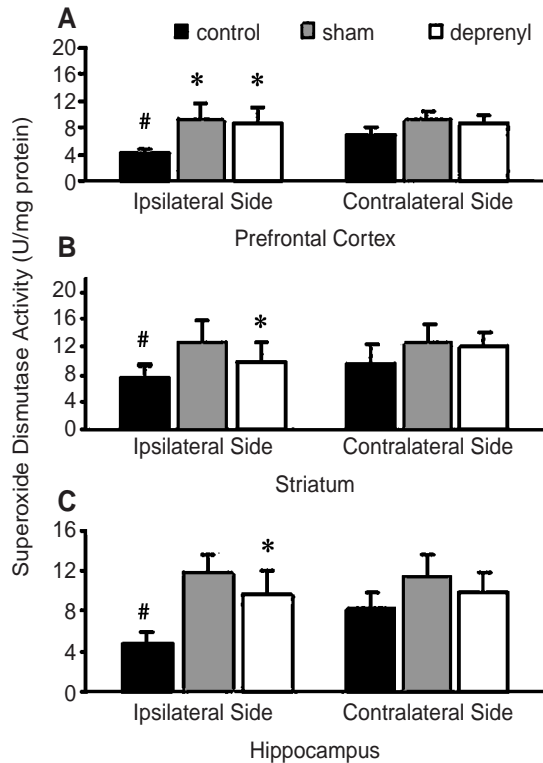 A
control sham deprenyl
Superoxide Dismutase Activity (U/mg protein)
20
16
12
8
4
0
# * *
Ipsilateral Side Contralateral Side
Prefrontal Cortex
B
20
16
12
8
4
0
# *
Ipsilateral Side Contralateral Side
Striatum
C
16
12
8
4
0
# *
Ipsilateral Side Contralateral Side
Hippocampus